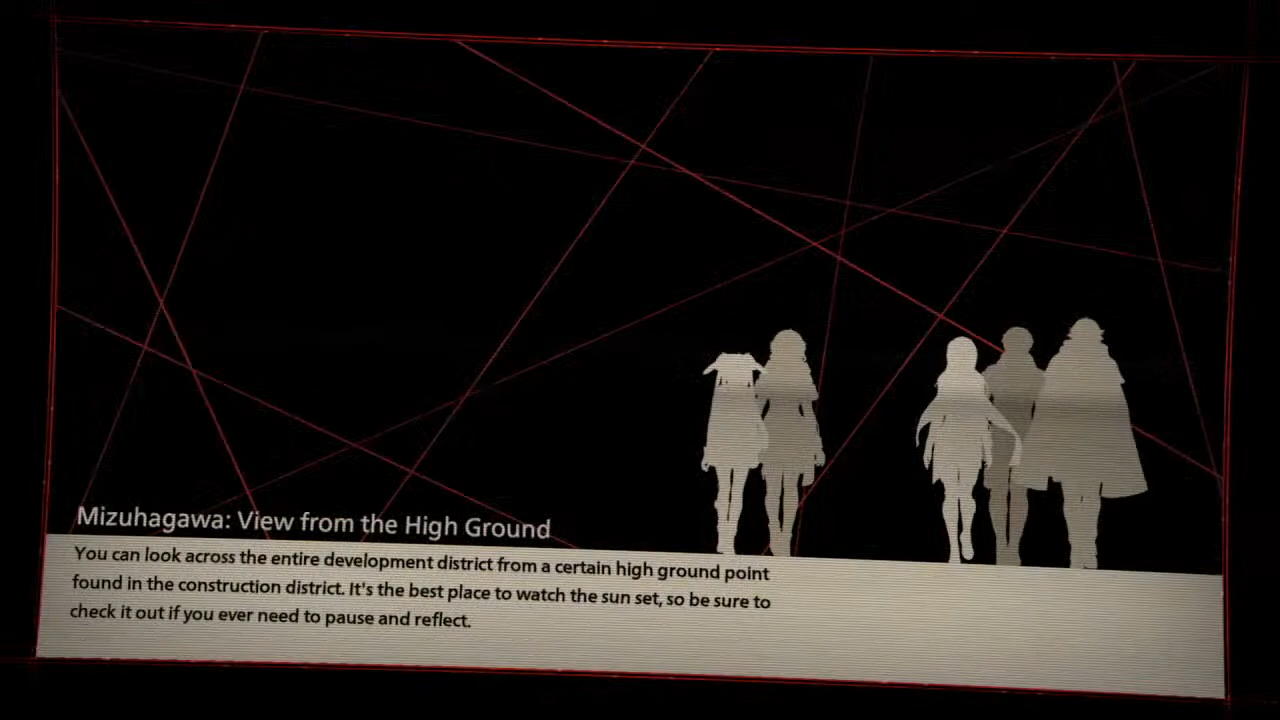 Mizuhagawa: View from the High Ground
You can look across the entire development district from a certain high ground point
found in the construction district. It's the best place to watch the sun set, so be sure to
check it out if you ever need to pause and reflect.